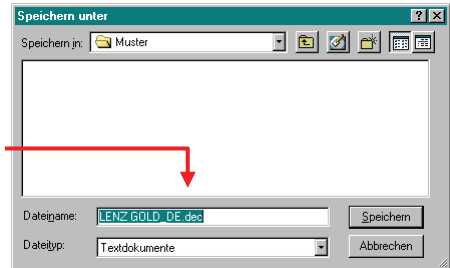 Speichern unter
Speichern in: Muster
Dateiname: LENZ GOLD_DE.dec Speichern
Dateityp: Textdokumente Abbrechen